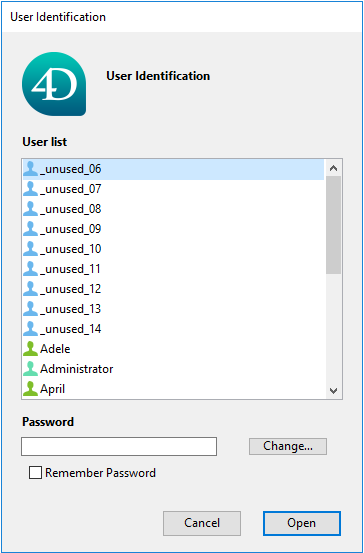 User Identification
4D
User Identification
User list
_unused_06
_unused_07
_unused_08
_unused_09
_unused_10
_unused_11
_unused_12
_unused_13
_unused_14
Adele
Administrator
April
Password
Change...
Remember Password
Cancel
Open